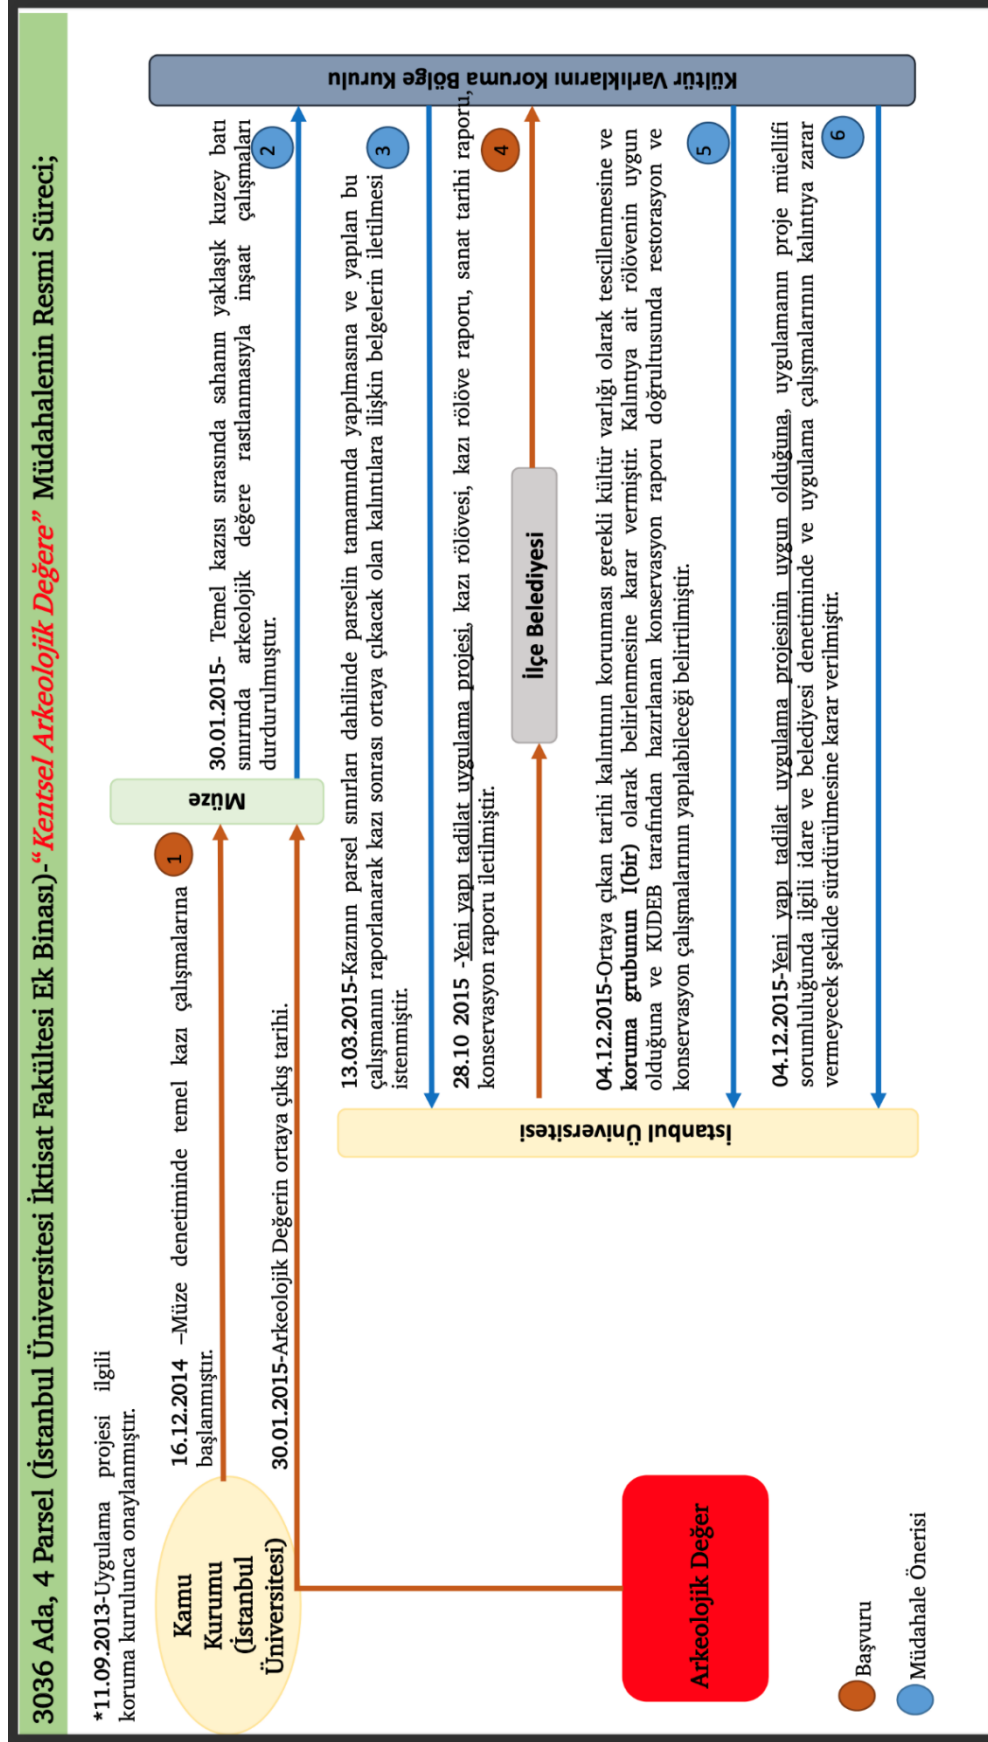 3036 Ada, 4 Parsel (İstanbul Üniversitesi İktisat Fakültesi Ek Binası)-“Kentsel Arkeolojik Değere” Müdahalenin Resmi Süreci;
*11.09.2013-Uygulama projesi ilgili
koruma kurulunca onaylanmıştır.
Kamu
Kurumu
(İstanbul
Üniversitesi)
16.12.2014 –Müze denetiminde temel kazı çalışmalarına
başlanmıştır.
1
30.01.2015-Arkeolojik Değerin ortaya çıkış tarihi.
Müze
30.01.2015- Temel kazısı sırasında sahanın yaklaşık kuzey batı
sınırında arkeolojik değere rastlanmasıyla inşaat çalışmaları
durdurulmuştur.
2
Kültür Varlıklarını Koruma Bölge Kurulu
13.03.2015-Kazının parsel sınırları dahilinde parselin tamamında yapılmasına ve yapılan bu
çalışmanın raporlanarak kazı sonrası ortaya çıkacak olan kalıntılara ilişkin belgelerin iletilmesi
istenmiştir.
3
28.10 2015 -Yeni yapı tadilat uygulama projesi, kazı rölövesi, kazı rölöve raporu, sanat tarihi raporu,
konservasyon raporu iletilmiştir.
4
İlçe Belediyesi
04.12.2015-Ortaya çıkan tarihi kalıntının korunması gerekli kültür varlığı olarak tescillenmesine ve
koruma grubunun I(bir) olarak belirlenmesine karar vermiştir. Kalıntıya ait rölövenin uygun
olduğuna ve KUDEB tarafından hazırlanan konservasyon raporu doğrultusunda restorasyon ve
konservasyon çalışmalarının yapılabileceği belirtilmiştir.
5
04.12.2015-Yeni yapı tadilat uygulama projesinin uygun olduğuna, uygulamanın proje müellifi
sorumluluğunda ilgili idare ve belediyesi denetiminde ve uygulama çalışmalarının kalıntıya zarar
vermeyecek şekilde sürdürülmesine karar verilmiştir.
6
İstanbul Üniversitesi
Arkeolojik Değer
Başvuru
Müdahale Önerisi